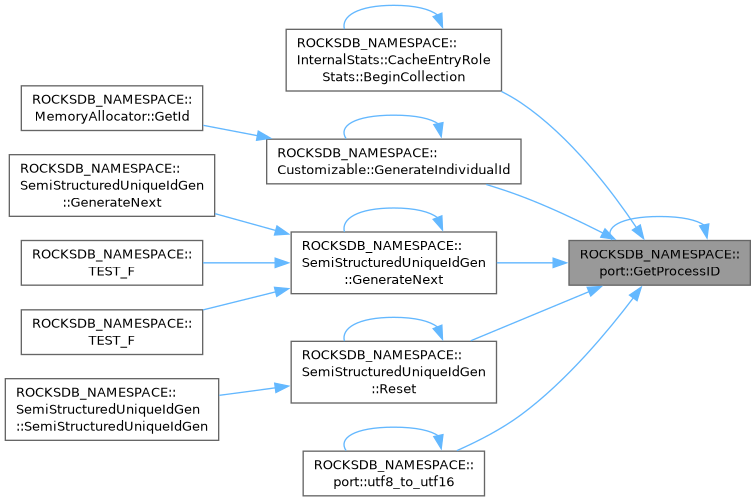 ROCKSDB_NAMESPACE::
InternalStats::CacheEntryRole
Stats::BeginCollection
ROCKSDB_NAMESPACE::
MemoryAllocator::GetId
ROCKSDB_NAMESPACE::
Customizable::GenerateIndividualId
ROCKSDB_NAMESPACE::
SemiStructuredUniqueIdGen
::GenerateNext
ROCKSDB_NAMESPACE::
SemiStructuredUniqueIdGen
::GenerateNext
ROCKSDB_NAMESPACE::
TEST_F
ROCKSDB_NAMESPACE::
port::GetProcessID
ROCKSDB_NAMESPACE::
TEST_F
ROCKSDB_NAMESPACE::
SemiStructuredUniqueIdGen
::Reset
ROCKSDB_NAMESPACE::
SemiStructuredUniqueIdGen
::SemiStructuredUniqueIdGen
ROCKSDB_NAMESPACE::
port::utf8_to_utf16